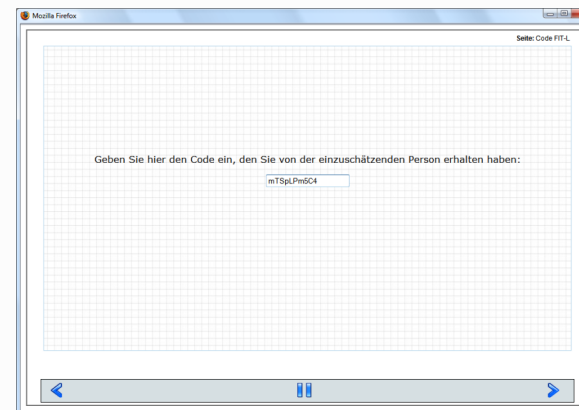 Mozilla Firefox
Seite: Code FIT-L
Geben Sie hier den Code ein, den Sie von der einzuschätzenden Person erhalten haben:
mTSpLPm5C4